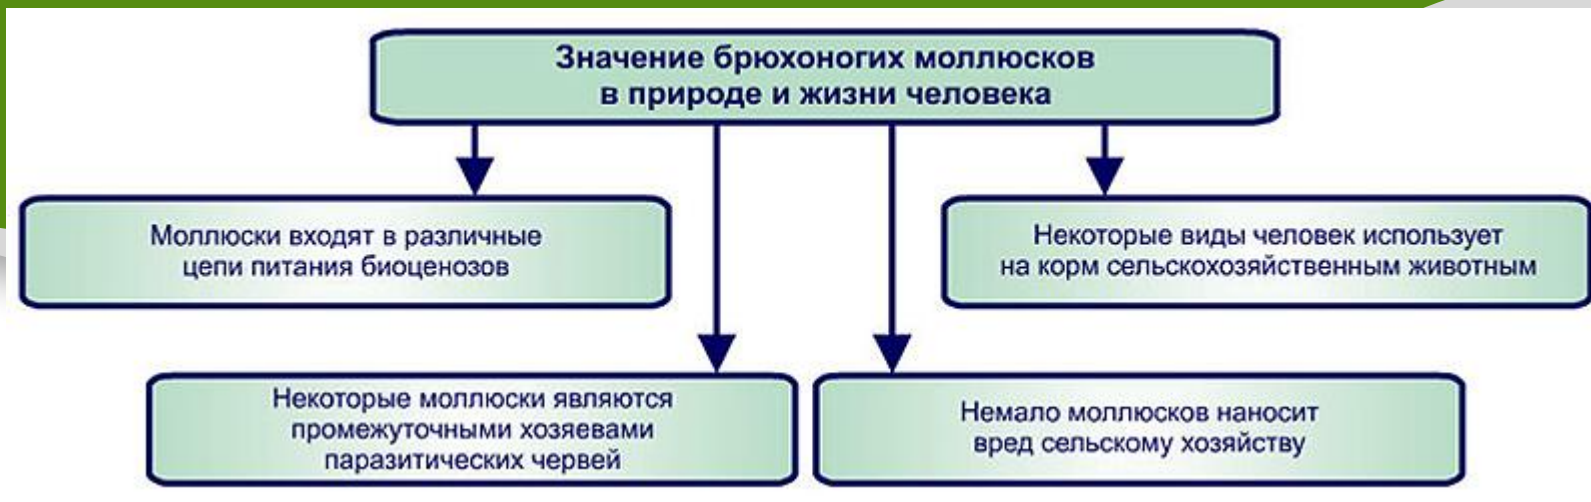 Значение брюхоногих моллюсков
в природе и жизни человека
Моллюски входят в различные
цепи питания биоценозов
Некоторые виды человек использует
на корм сельскохозяйственным животным
Некоторые моллюски являются
промежуточными хозяевами
паразитических червей
Немало моллюсков наносит
вред сельскому хозяйству